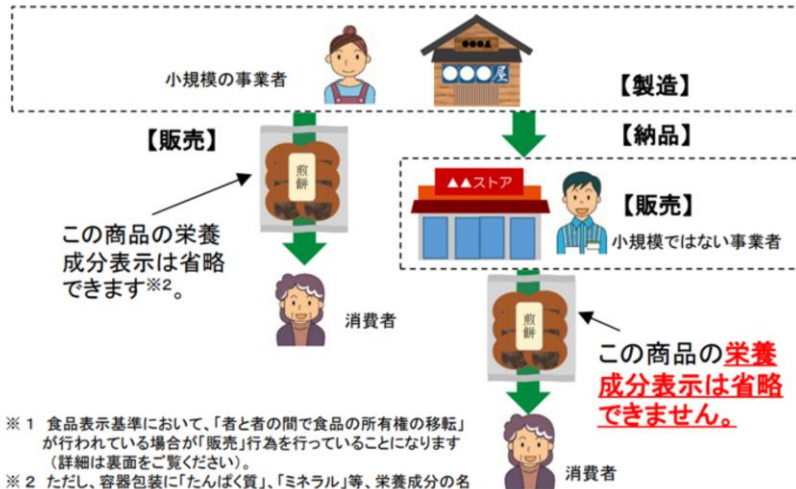 小規模の事業者
●●●▲
屋
【製造】
【販売】
【納品】
煎餅
▲▲ストア
【販売】
小規模ではない事業者
この商品の栄養
成分表示は省略
できます※2。
消費者
煎餅
この商品の栄養
成分表示は省略
できません。
※1 食品表示基準において、「者と者の間で食品の所有権の移転」
が行われている場合が「販売」行為を行っていることになります
(詳細は裏面をご覧ください)。
※2 ただし、容器包装に「たんぱく質」、「ミネラル」等、栄養成分の名
消費者